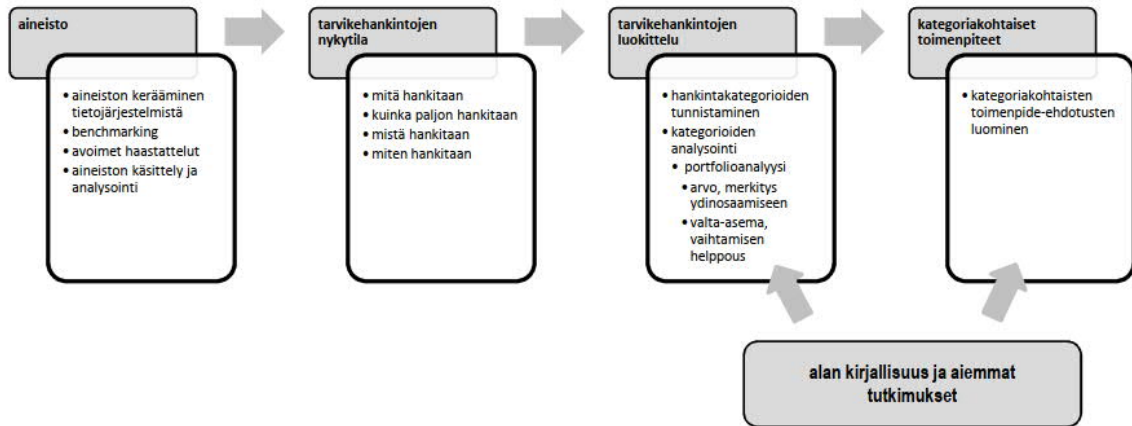 aineisto
• aineiston kerääminen
tietojärjestelmistä
• benchmarking
• avoimet haastattelut
• aineiston käsittely ja
analysointi
tarvikehankintojen
nykytila
• mitä hankitaan
• kuinka paljon hankitaan
• mistä hankitaan
• miten hankitaan
tarvikehankintojen
luokittelu
• hankintakategorioiden
tunnistaminen
• kategorioiden
analysointi
• portfolioanalyysi
• arvo, merkitys
ydinosaamiseen
• valta-asema,
vaihtamisen
helppous
kategoriakohtaiset
toimenpiteet
• kategoriakohtaisten
toimenpide-ehdotusten
luominen
alan kirjallisuus ja aiemmat
tutkimukset